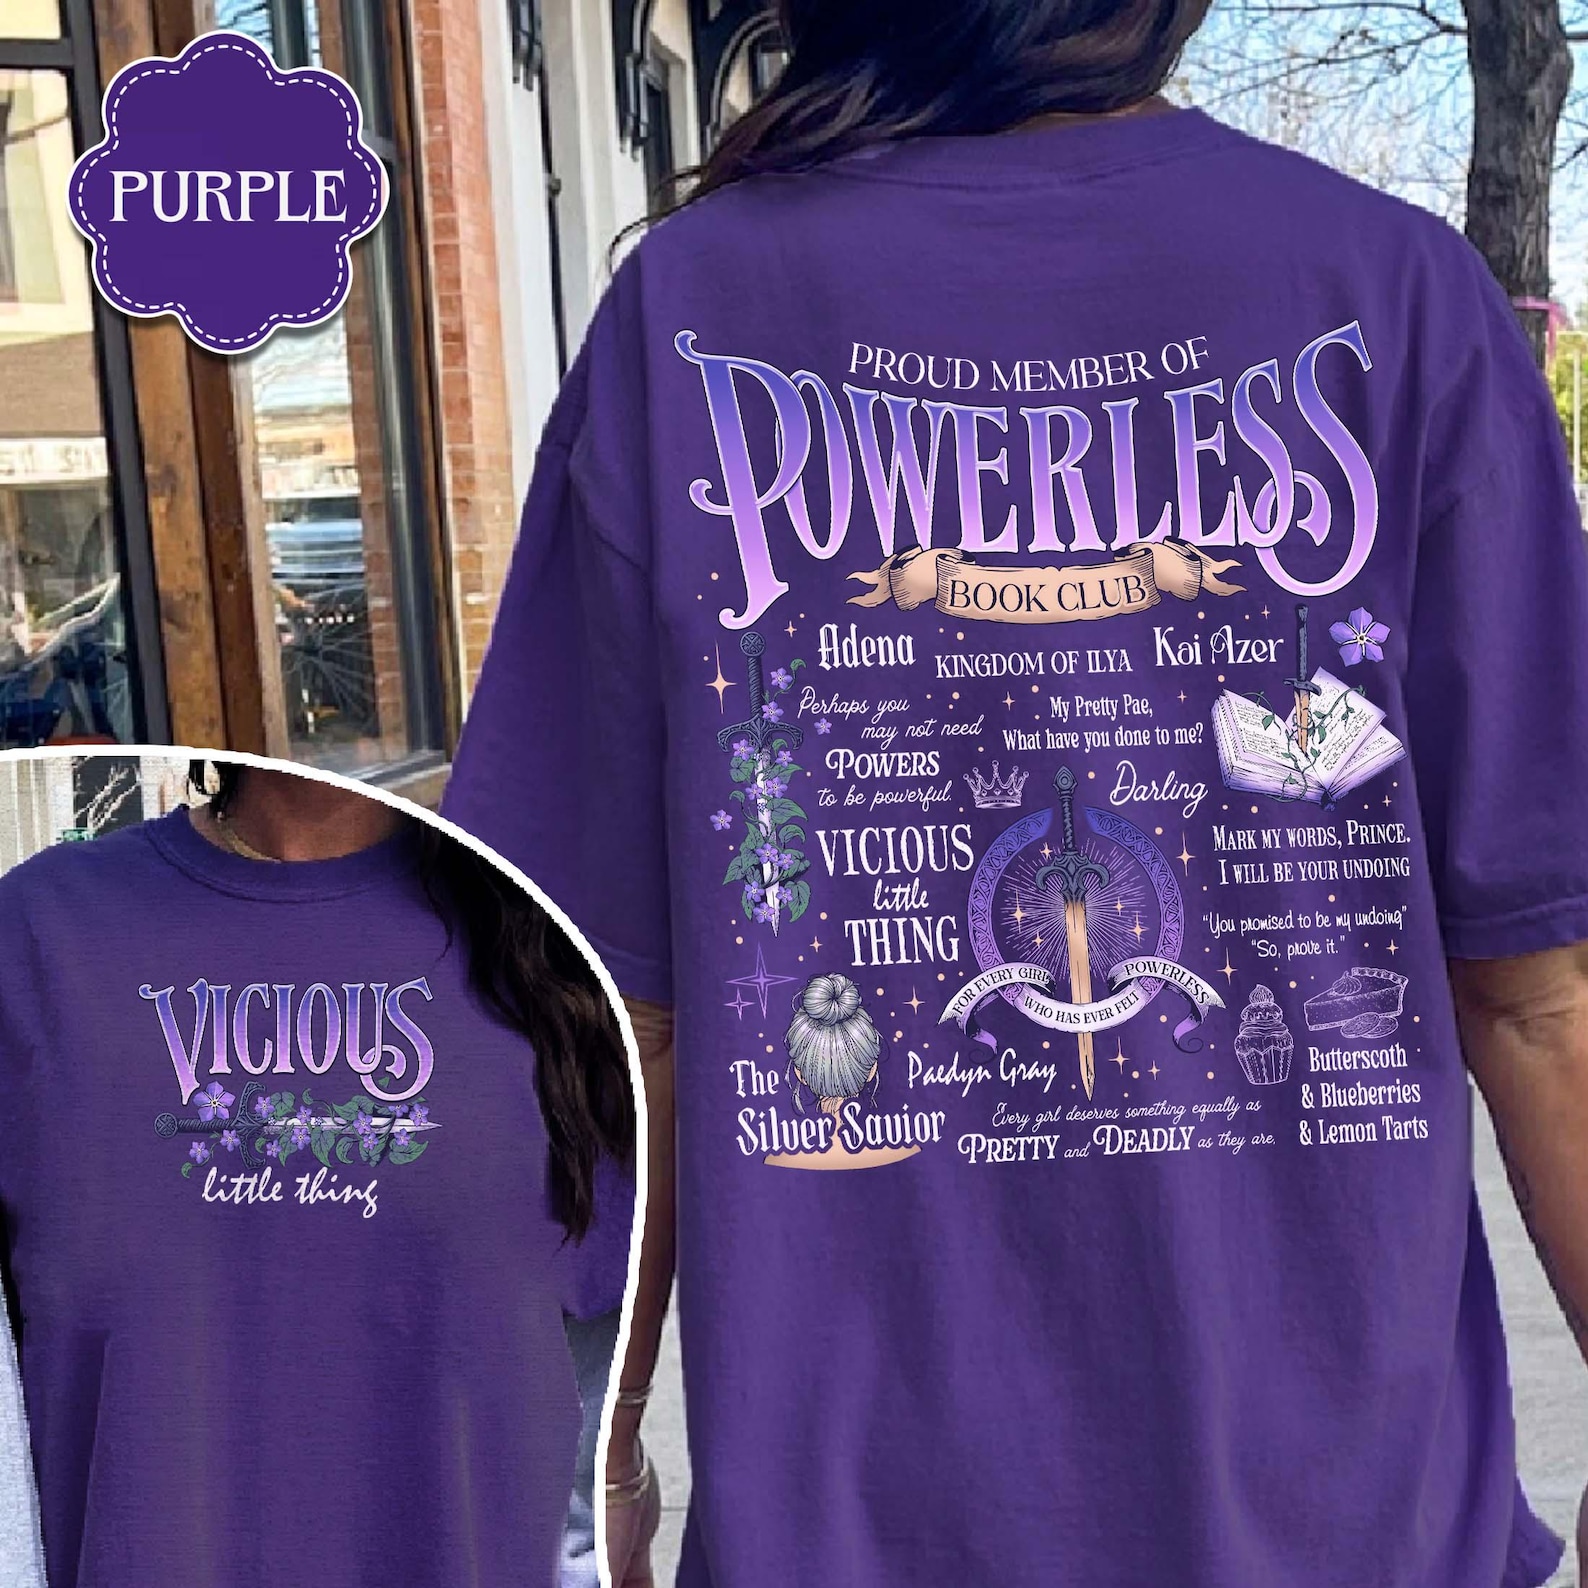 PURPLE
PROUD MEMBER OF
POWERLESS
BOOK CLUB
Adena
KINGDOM OF ILYA
Kai Azer
Perhaps you
may not need
POWERS
to be powerful.
My Pretty Pae,
What have you done to me?
Darling
VICIOUS
little
THING
MARK MY WORDS, PRINCE.
I WILL BE YOUR UNDOING
"You promised to be my undoing"
"So, prove it."
FOR EVERY GIRL
WHO HAS EVER FELT
POWERLESS
The
Silver Savior
Paedyn Gray
Every girl deserves something equally as
PRETTY and DEADLY as they are.
Butterscoth
& Blueberries
& Lemon Tarts
VICIOUS
little thing